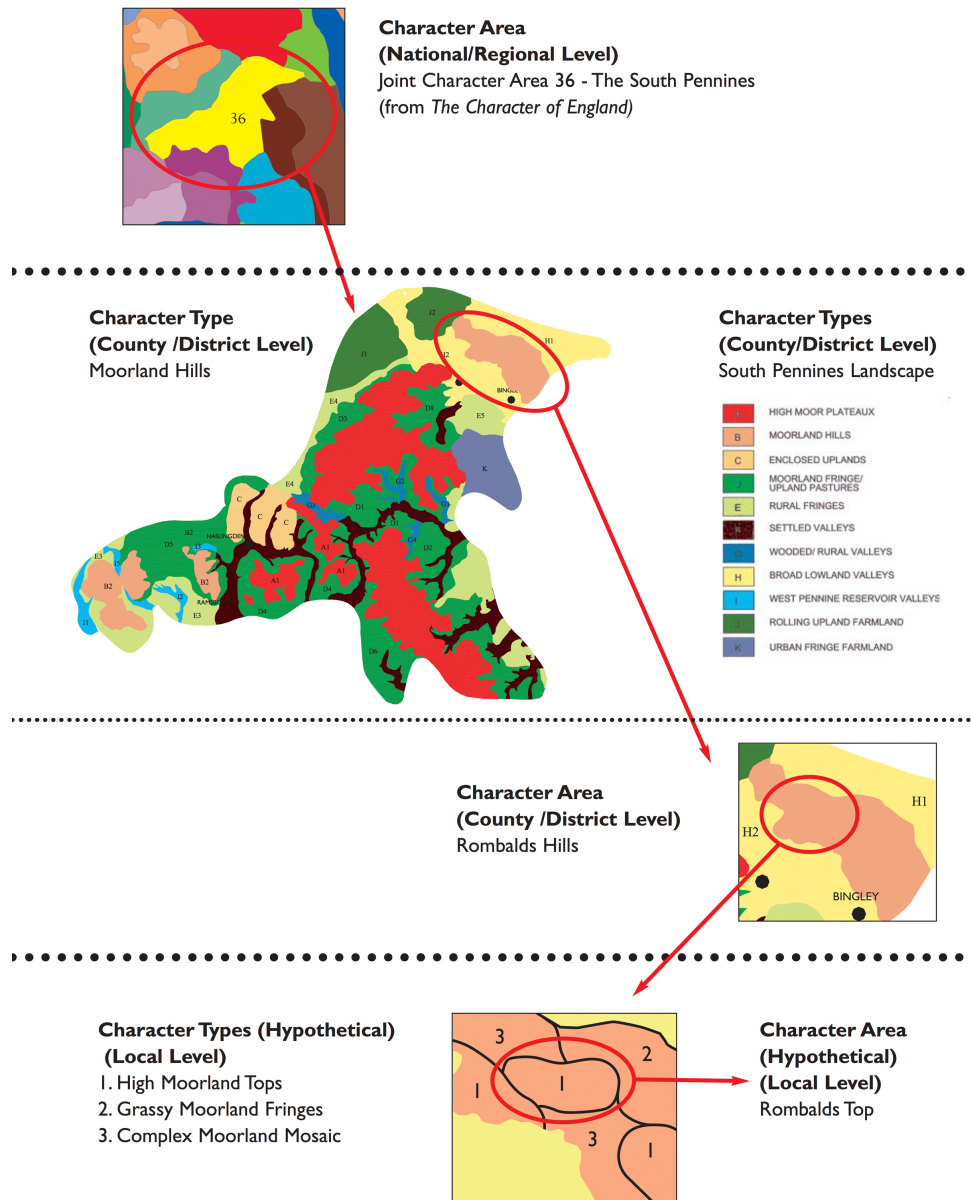 Character Area
(National/Regional Level)
Joint Character Area 36 - The South Pennines
(from The Character of England)
36
Character Type
(County /District Level)
Moorland Hills
Character Types
(County/District Level)
South Pennines Landscape
HIGH MOOR PLATEAUX
B MOORLAND HILLS
C ENCLOSED UPLANDS
MOORLAND FRINGE/
UPLAND PASTURES
E RURAL FRINGES
SETTLED VALLEYS
G WOODED/ RURAL VALLEYS
H BROAD LOWLAND VALLEYS
I WEST PENNINE RESERVOIR VALLEYS
J ROLLING UPLAND FARMLAND
K URBAN FRINGE FARMLAND
J2
H1
J1
E4
D3
D8
E5
K
G2
E4
C
C
C
D1
D1
G4
D2
B2
D5
HASLINGDEN
A1
A1
A1
E3
B2
B2
I2
E3
D4
D4
I1
D6
Character Area
(County /District Level)
Rombalds Hills
H1
H2
BINGLEY
Character Types (Hypothetical)
(Local Level)
1. High Moorland Tops
2. Grassy Moorland Fringes
3. Complex Moorland Mosaic
3
2
1
1
3
1
Character Area
(Hypothetical)
(Local Level)
Rombalds Top